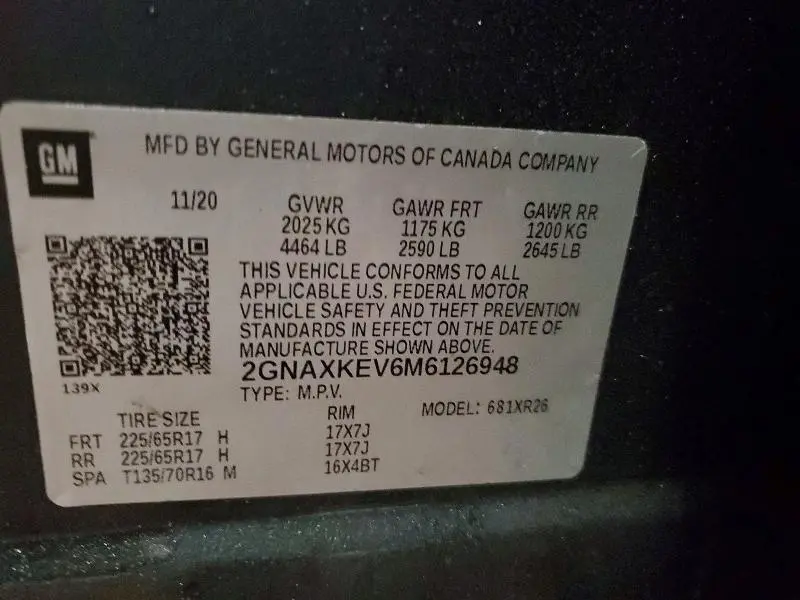 GM
MFD BY GENERAL MOTORS OF CANADA COMPANY
11/20 GVWR GAWR FRT GAWR RR
2025 KG 1175 KG 1200 KG
4464 LB 2590 LB 2645 LB
THIS VEHICLE CONFORMS TO ALL
APPLICABLE U.S. FEDERAL MOTOR
VEHICLE SAFETY AND THEFT PREVENTION
STANDARDS IN EFFECT ON THE DATE OF
MANUFACTURE SHOWN ABOVE.
2GNAXKEV6M6126948
139X
TYPE: M.P.V. MODEL: 681XR26
TIRE SIZE RIM
FRT 225/65R17 H 17X7J
RR 225/65R17 H 17X7J
SPA T135/70R16 M 16X4BT